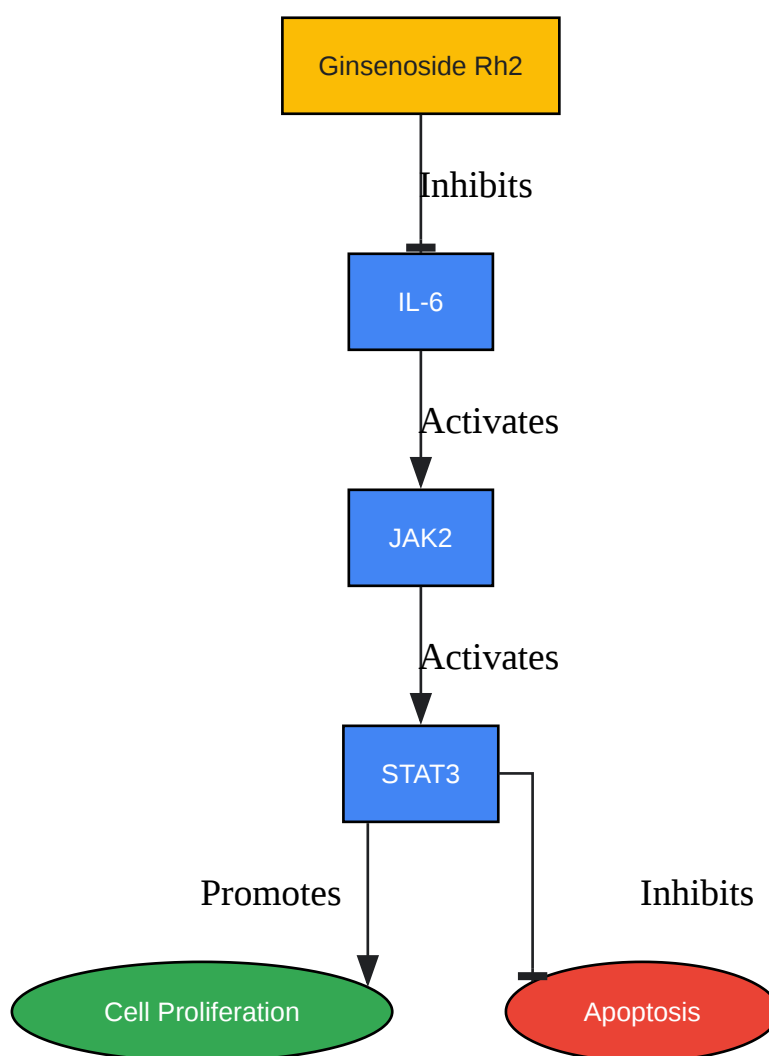 Ginsenoside Rh2
Inhibits
IL-6
Activates
JAK2
Activates
STAT3
Promotes
Inhibits
Cell Proliferation
Apoptosis